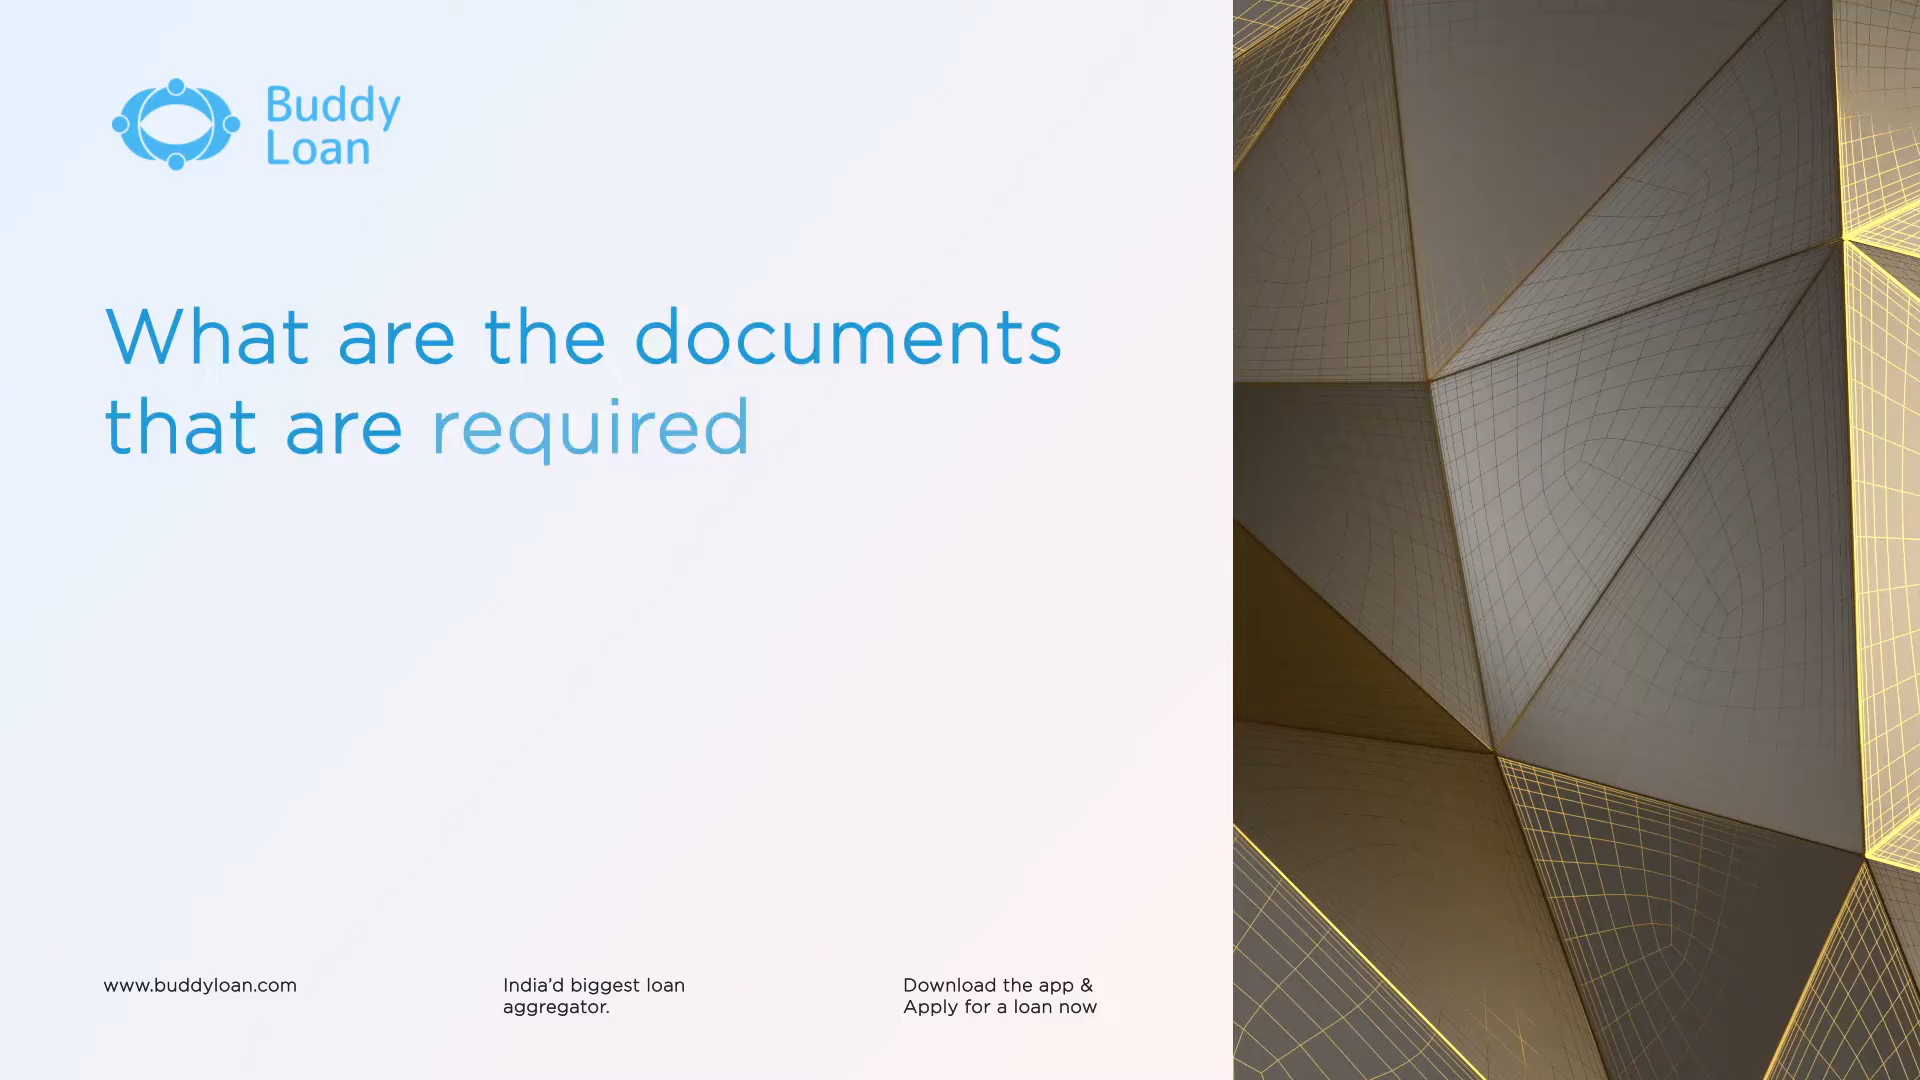 Buddy
Loan
What are the documents
that are required
www.buddyloan.com
India’d biggest loan
aggregator.
Download the app &
Apply for a loan now